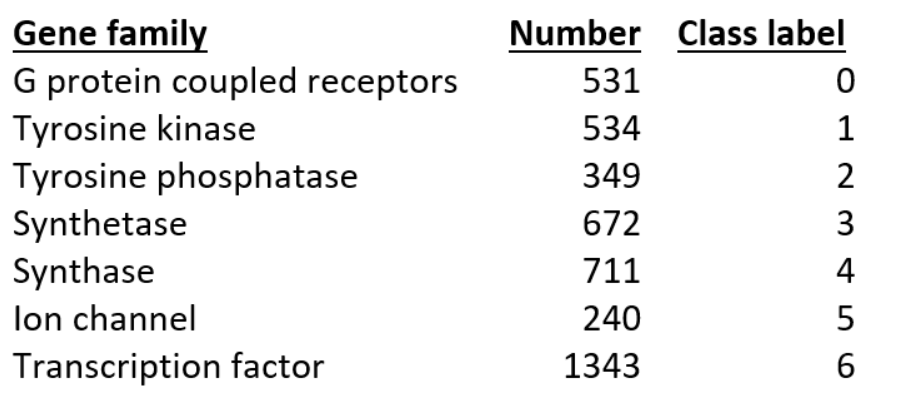 Gene family Number Class label
G protein coupled receptors 531 0
Tyrosine kinase 534 1
Tyrosine phosphatase 349 2
Synthetase 672 3
Synthase 711 4
Ion channel 240 5
Transcription factor 1343 6